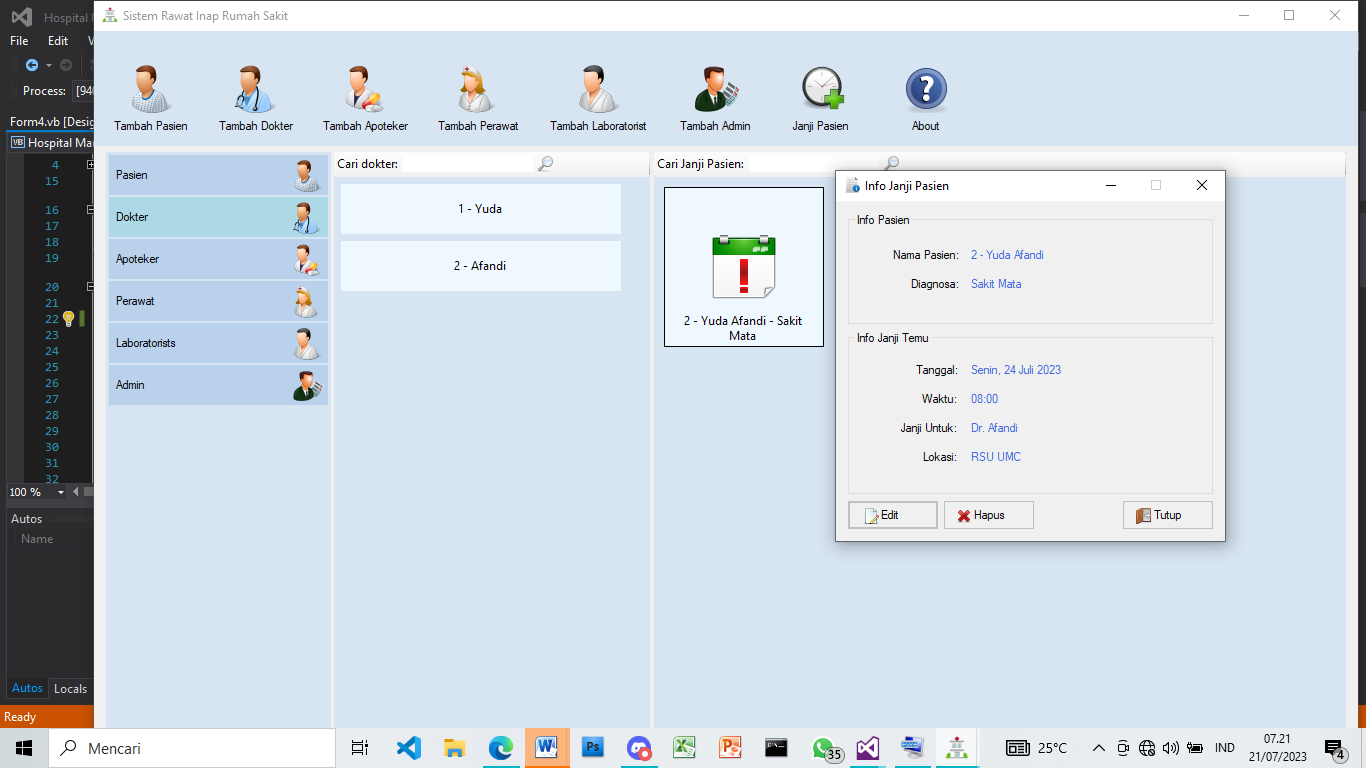 Hospital M
Sistem Rawat Inap Rumah Sakit
File Edit V
Process: [940
Form4.vb [Desig
VB Hospital Mar
Tambah Pasien
Tambah Dokter
Tambah Apoteker
Tambah Perawat
Tambah Laboratorist
Tambah Admin
Janji Pasien
About
4
15
16
17
18
19
20
21
22
23
24
25
26
27
28
29
30
31
32
100 %
Autos
Name
Autos Locals
Ready
Pasien
Dokter
Apoteker
Perawat
Laboratorists
Admin
Cari dokter:
1 - Yuda
2 - Afandi
Cari Janji Pasien:
2 - Yuda Afandi - Sakit
Mata
Info Janji Pasien
Info Pasien
Nama Pasien: 2 - Yuda Afandi
Diagnosa: Sakit Mata
Info Janji Temu
Tanggal: Senin, 24 Juli 2023
Waktu: 08:00
Janji Untuk: Dr. Afandi
Lokasi: RSU UMC
Edit
Hapus
Tutup
Mencari
W
Ps
35
25°C
IND
07.21
21/07/2023
4